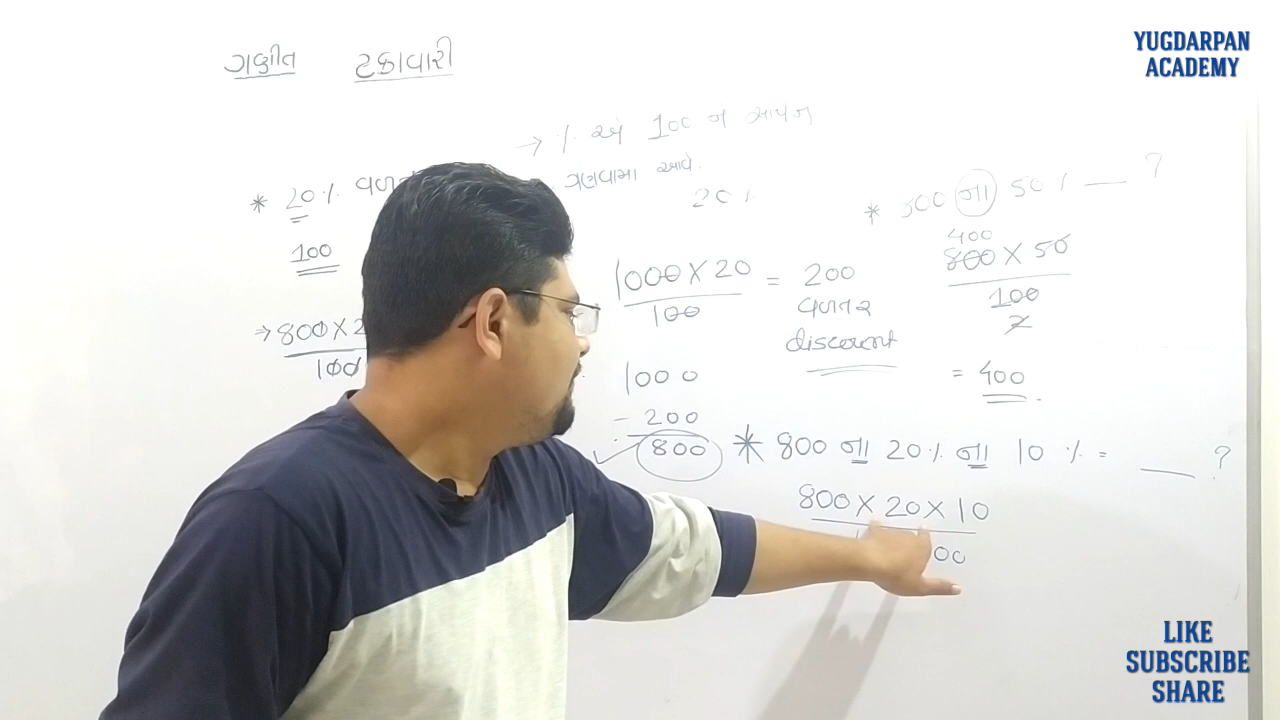 ગણીત ટકાવારી
YUGDARPAN
ACADEMY
→ % એ 100 ન
ગણવામા આવે.
20%
* 20%
100
⇒ 800 X 2
100
1000 X 20 = 200
100
વળતર
discount
1000
- 200
800
* 800 ના 50% __ ?
400
800 X 50
100
2
= 400.
* 800 ના 20% ના 10% = __ ?
800 X 20 X 10
00
LIKE
SUBSCRIBE
SHARE